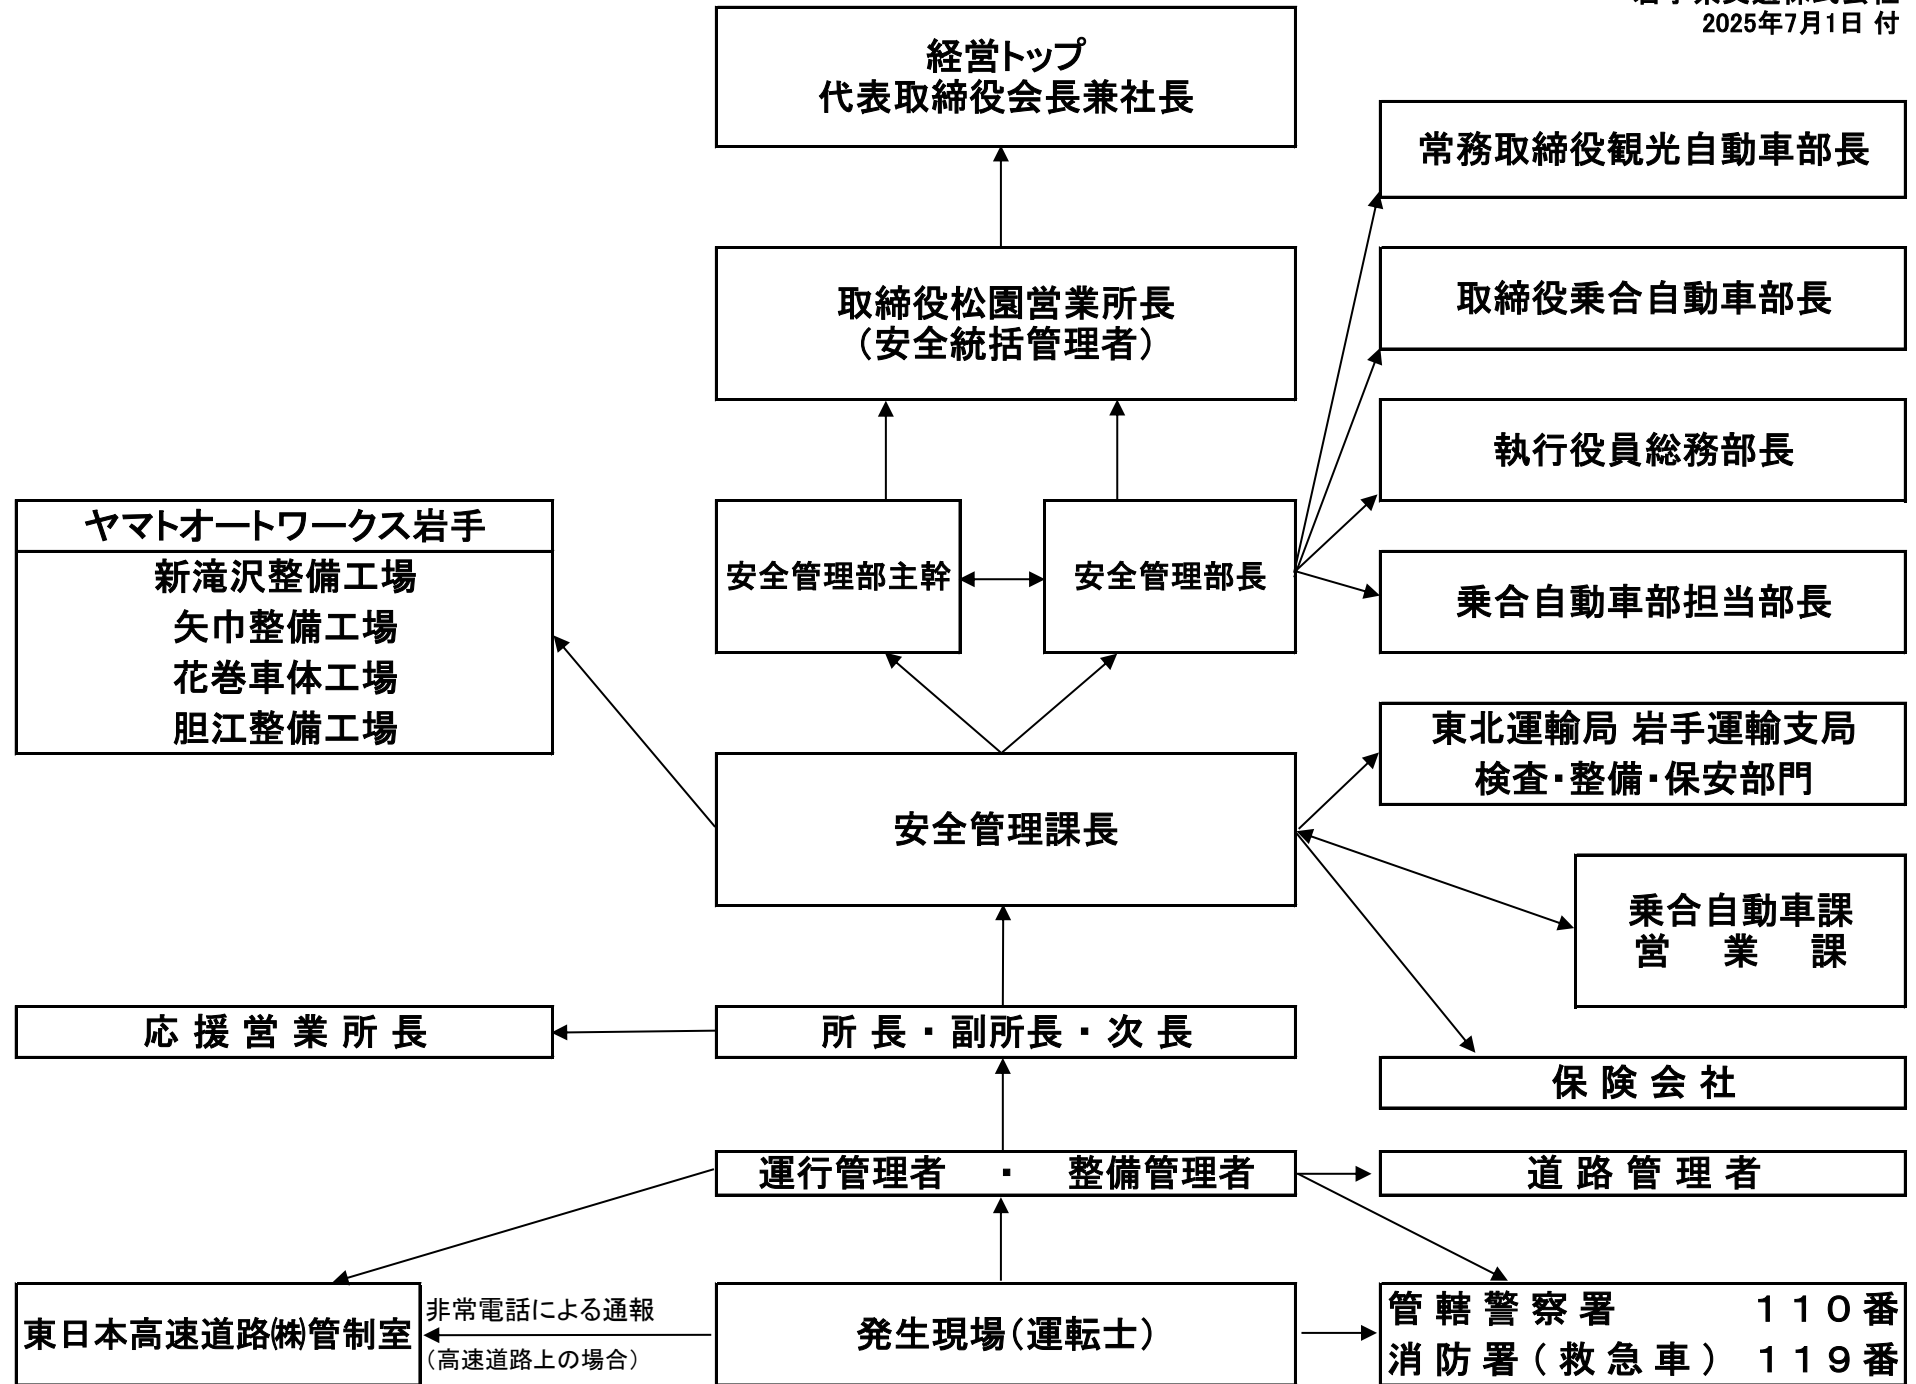 2025年7月1日 付
経営トップ
代表取締役会長兼社長
常務取締役観光自動車部長
取締役松園営業所長
（安全統括管理者）
取締役乗合自動車部長
執行役員総務部長
ヤマトオートワークス岩手
新滝沢整備工場
矢巾整備工場
花巻車体工場
胆江整備工場
安全管理部主幹
安全管理部長
乗合自動車部担当部長
東北運輸局 岩手運輸支局
検査・整備・保安部門
安全管理課長
乗合自動車課
営　業　課
応 援 営 業 所 長
所 長 ・ 副所長 ・ 次 長
保 険 会 社
運行管理者　・　整備管理者
道 路 管 理 者
東日本高速道路㈱管制室
非常電話による通報
（高速道路上の場合）
発生現場（運転士）
管 轄 警 察 署　　１１０番
消 防 署（ 救 急 車 ）　１１９番